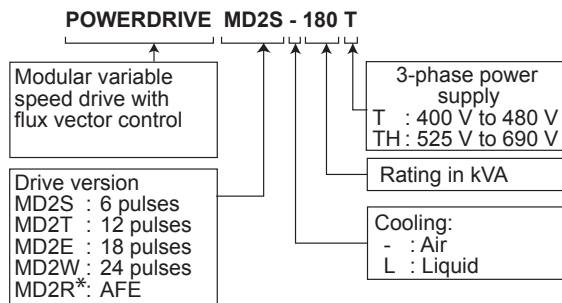 POWERDRIVE MD2S - 180 T
Modular variable
speed drive with
flux vector control
3-phase power
supply
T : 400 V to 480 V
TH : 525 V to 690 V
Rating in kVA
Drive version
MD2S : 6 pulses
MD2T : 12 pulses
MD2E : 18 pulses
MD2W : 24 pulses
MD2R* : AFE
Cooling:
- : Air
L : Liquid